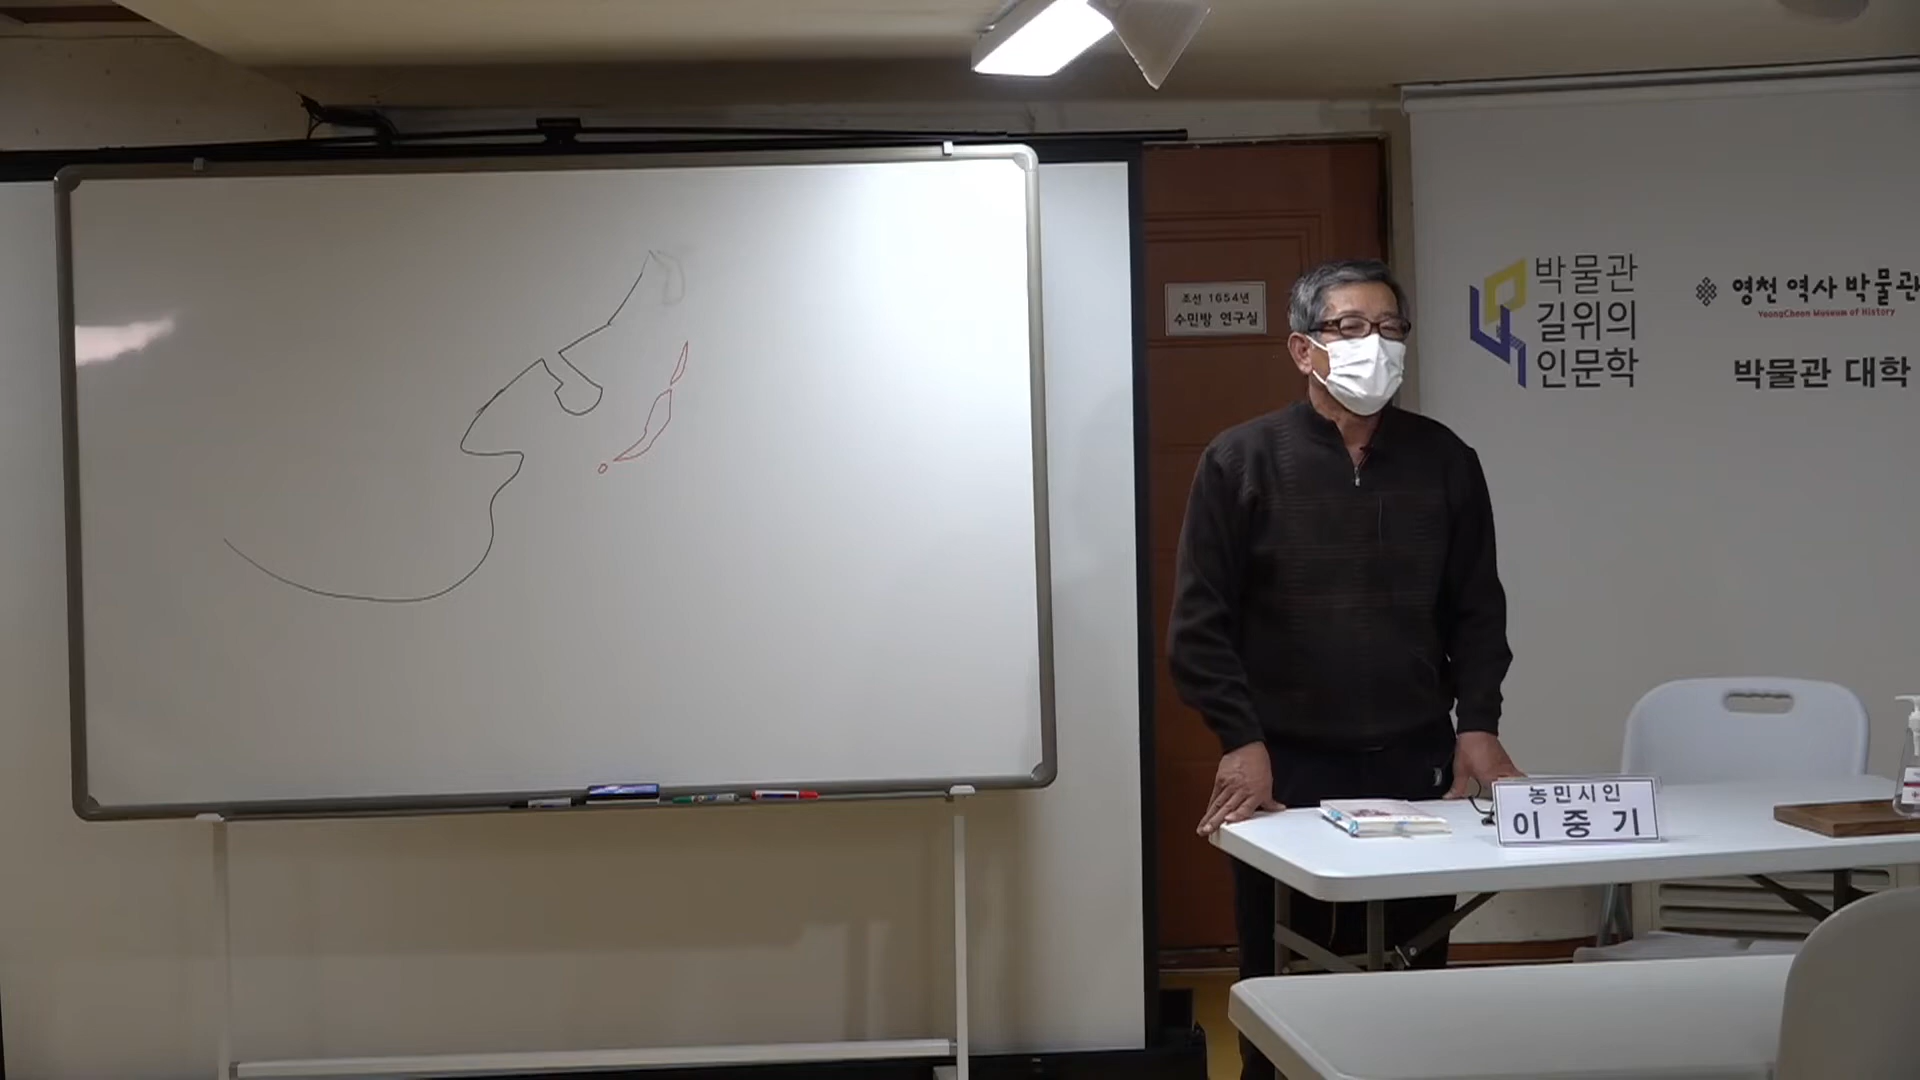 조선 1654년
수민방 연구실
박물관
길위의
인문학
영천 역사 박물관
YeongCheon Museum of History
박물관 대학
농민시인
이중기